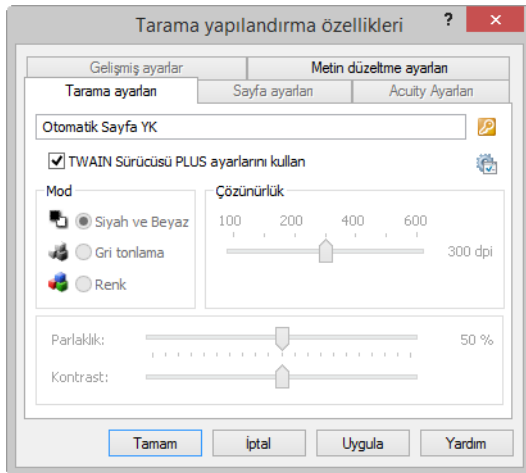 Tarama yapılandırma özellikleri ? ×
Gelişmiş ayarlar Metin düzeltme ayarları
Tarama ayarları Sayfa ayarları Acuity Ayarları
Otomatik Sayfa YK
TWAIN Sürücüsü PLUS ayarlarını kullan
Mod
Siyah ve Beyaz
Gri tonlama
Renk
Çözünürlük
100 200 400 600
300 dpi
Parlaklık: 50 %
Kontrast:
Tamam İptal Uygula Yardım